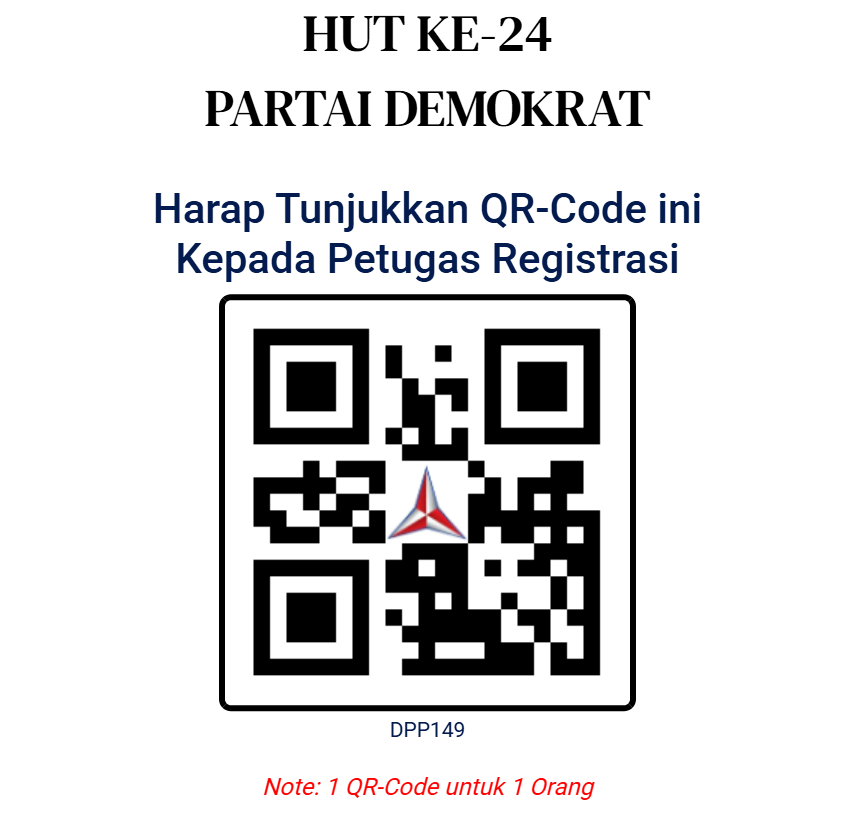 HUT KE-24
PARTAI DEMOKRAT
Harap Tunjukkan QR-Code ini
Kepada Petugas Registrasi
DPP149
Note: 1 QR-Code untuk 1 Orang